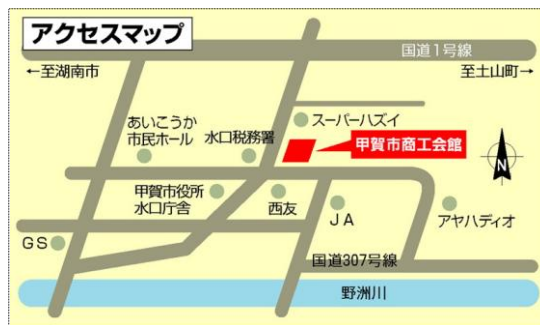 アクセスマップ
国道1号線
←至湖南市
至土山町→
スーパーハズイ
あいこうか
市民ホール
水口税務署
甲賀市商工会館
N
甲賀市役所
水口庁舎
西友
JA
アヤハディオ
GS
国道307号線
野洲川